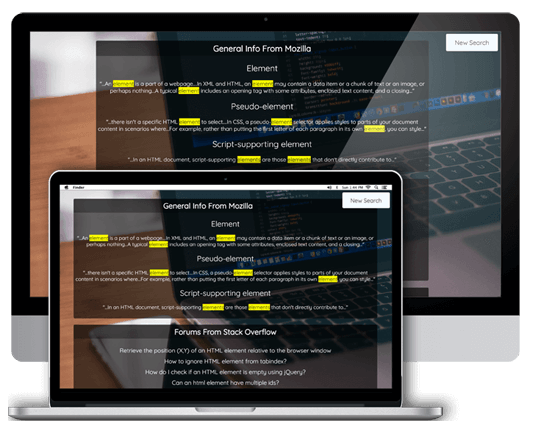 General Info From Mozilla
New Search
Element
"...An element is a part of a webpage...In XML and HTML, an element may contain a data item or a chunk of text or an image, or
perhaps nothing...A typical element includes an opening tag with some attributes, enclosed text content, and a closing..."
Pseudo-element
"...there isn't a specific HTML element to select...In CSS, a pseudo-element selector applies styles to parts of your document
content in scenarios where...For example, rather than putting the first letter of each paragraph in its own element, you can style..."
Script-supporting element
"...In an HTML document, script-supporting elements are those elements that don't directly contribute to..."
Finder
Sun 1:44 PM
General Info From Mozilla
New Search
Element
"...An element is a part of a webpage...In XML and HTML, an element may contain a data item or a chunk of text or an image, or
perhaps nothing...A typical element includes an opening tag with some attributes, enclosed text content, and a closing..."
Pseudo-element
"...there isn't a specific HTML element to select...In CSS, a pseudo-element selector applies styles to parts of your document
content in scenarios where...For example, rather than putting the first letter of each paragraph in its own element, you can style..."
Script-supporting element
"...In an HTML document, script-supporting elements are those elements that don't directly contribute to..."
Forums From Stack Overflow
Retrieve the position (X,Y) of an HTML element relative to the browser window
How to ignore HTML element from tabindex?
How do I check if an HTML element is empty using jQuery?
Can an html element have multiple ids?